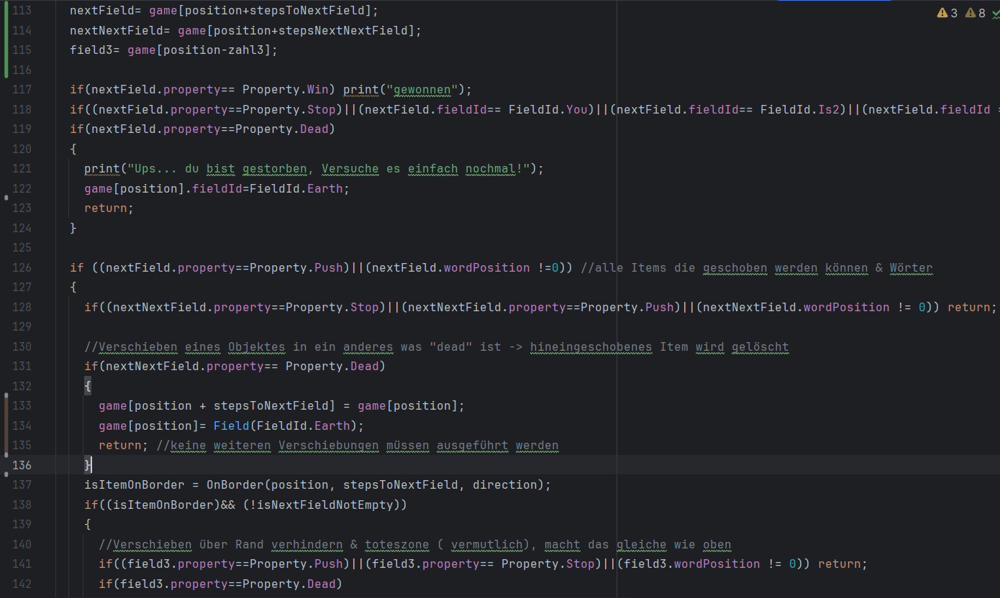 3 8
113 nextField= game[position+stepsToNextField];
114 nextNextField= game[position+stepsNextNextField];
115 field3= game[position-zahl3];
116
117 if(nextField.property== Property.Win) print("gewonnen");
118 if((nextField.property==Property.Stop)||(nextField.fieldId== FieldId.You)||(nextField.fieldId== FieldId.Is2)||(nextField.fieldId =
119 if(nextField.property==Property.Dead)
120 {
121 print("Ups... du bist gestorben, Versuche es einfach nochmal!");
122 game[position].fieldId=FieldId.Earth;
123 return;
124 }
125
126 if ((nextField.property==Property.Push)||(nextField.wordPosition !=0)) //alle Items die geschoben werden können & Wörter
127 {
128 if((nextNextField.property==Property.Stop)||(nextNextField.property==Property.Push)||(nextNextField.wordPosition != 0)) return;
129
130 //Verschieben eines Objektes in ein anderes was "dead" ist -> hineingeschobenes Item wird gelöscht
131 if(nextNextField.property== Property.Dead)
132 {
133 game[position + stepsToNextField] = game[position];
134 game[position]= Field(FieldId.Earth);
135 return; //keine weiteren Verschiebungen müssen ausgeführt werden
136 }
137 isItemOnBorder = OnBorder(position, stepsToNextField, direction);
138 if((isItemOnBorder)&& (!isNextFieldNotEmpty))
139 {
140 //Verschieben über Rand verhindern & toteszone ( vermutlich), macht das gleiche wie oben
141 if((field3.property==Property.Push)||(field3.property== Property.Stop)||(field3.wordPosition != 0)) return;
142 if(field3.property==Property.Dead)